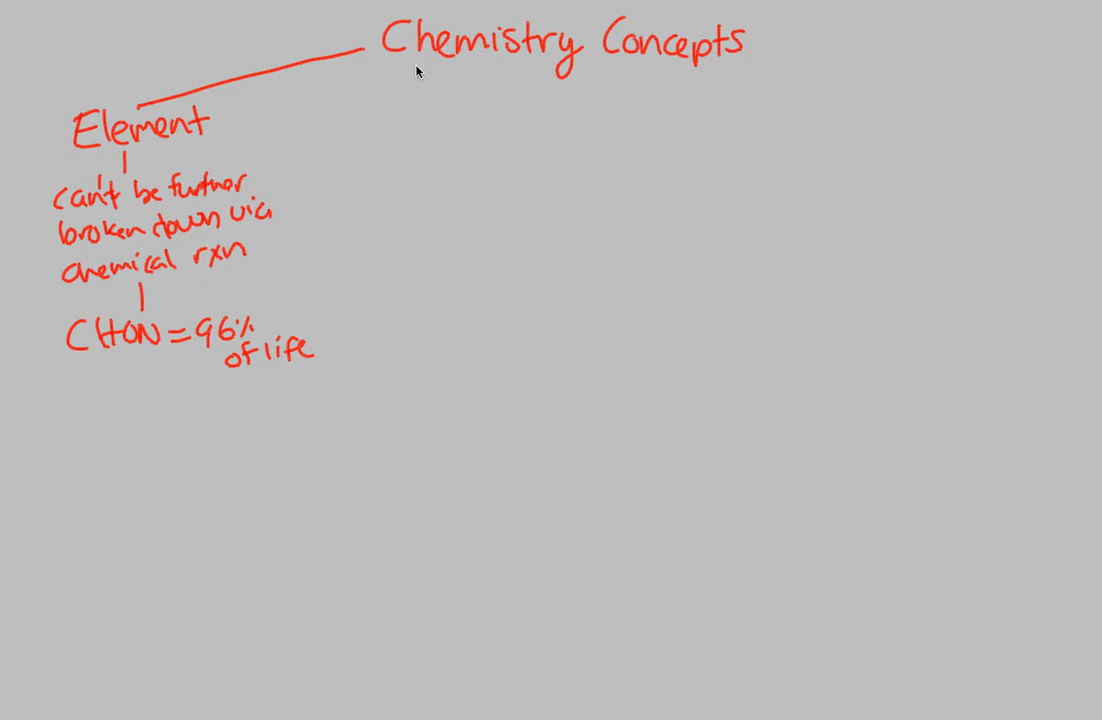 Chemistry Concepts
Element
can't be further
broken down via
chemical rxn
CHON = 96%
of life